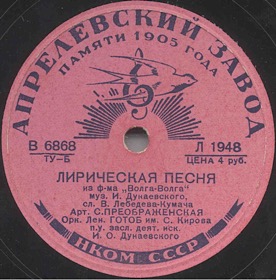 АПРЕЛЕВСКИЙ ЗАВОД
ПАМЯТИ 1905 ГОДА
В 6868
Л 1948
ТУ-Б
ЦЕНА 4 руб.
ЛИРИЧЕСКАЯ ПЕСНЯ
из ф-ма „Волга-Волга"
муз. И. Дунаевского,
сл. В. Лебедева-Кумача
Арт. С. ПРЕОБРАЖЕНСКАЯ
Орк. Лен. ГОТОБ им. С. Кирова
п.у. засл. деят. иск.
И. О. Дунаевского
НКОМ СССР